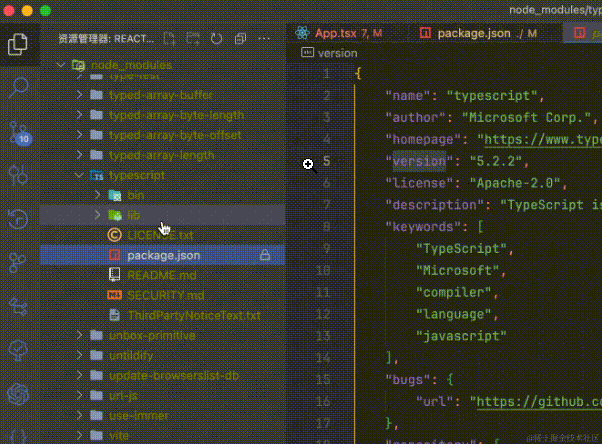 node_modules/typ
资源管理器: REACT...
App.tsx 7, M
package.json ./ M
version
node_modules
type-fest
typed-array-buffer
typed-array-byte-length
typed-array-byte-offset
typed-array-length
TS typescript
bin
lib
LICENSE.txt
package.json
README.md
SECURITY.md
ThirdPartyNoticeText.txt
unbox-primitive
untildify
update-browserslist-db
uri-js
use-immer
vite
10
1 {
2 "name": "typescript",
3 "author": "Microsoft Corp.",
4 "homepage": "https://www.type
5 "version": "5.2.2",
6 "license": "Apache-2.0",
7 "description": "TypeScript is
8 "keywords": [
9 "TypeScript",
10 "Microsoft",
11 "compiler",
12 "language",
13 "javascript"
14 ],
15 "bugs": {
16 "url": "https://github.co
17 },
@稀土掘金技术社区